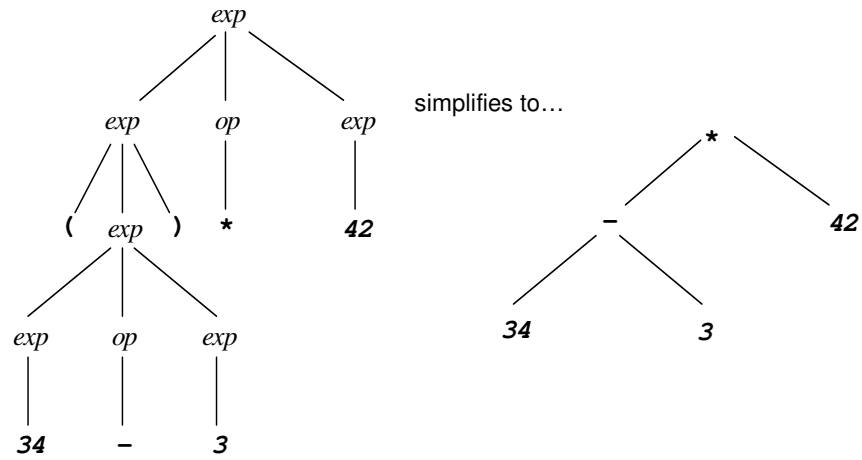 exp
simplifies to...
exp op exp
*
( exp ) * 42
- 42
exp op exp
34 3
34 - 3